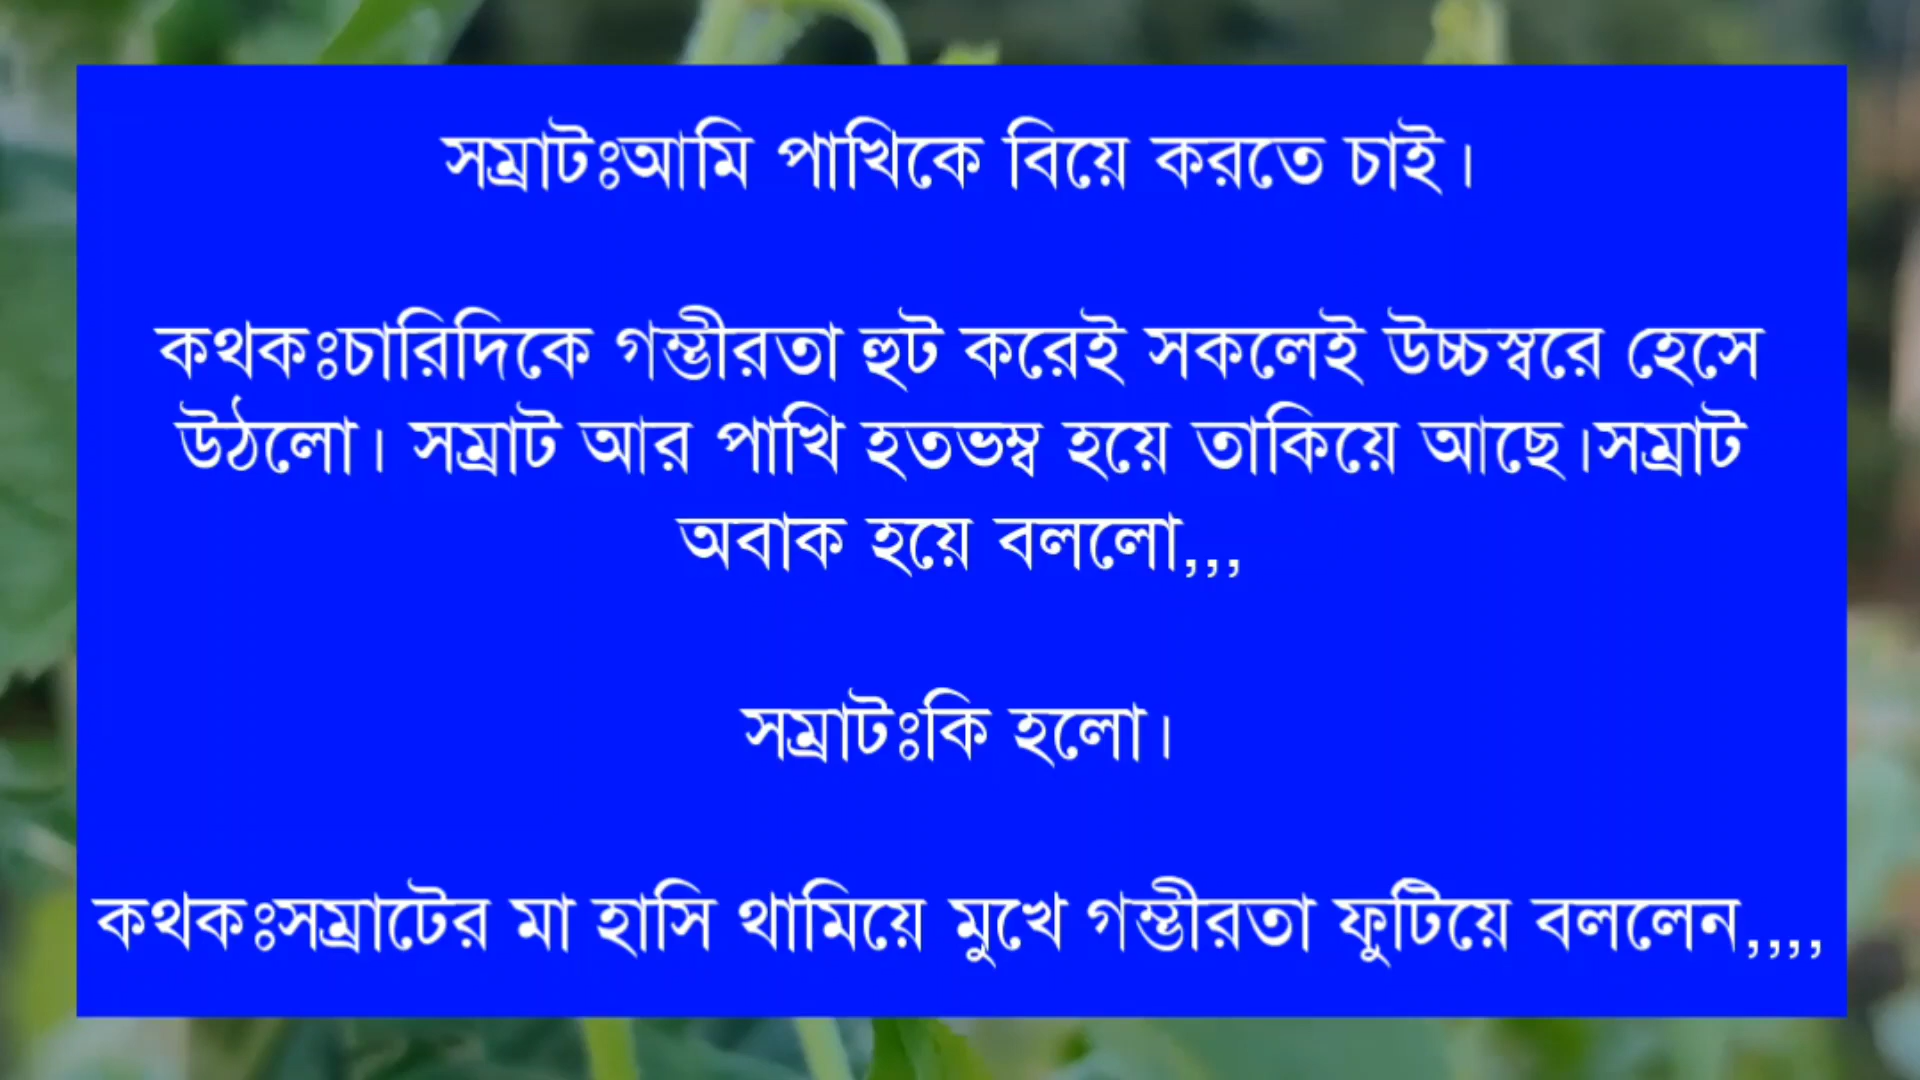 সম্রাটঃআমি পাখিকে বিয়ে করতে চাই।
কথকঃচারিদিকে গম্ভীরতা হুট করেই সকলেই উচ্চস্বরে হেসে
উঠলো। সম্রাট আর পাখি হতভম্ব হয়ে তাকিয়ে আছে।সম্রাট
অবাক হয়ে বললো,,,
সম্রাটঃকি হলো।
কথকঃসম্রাটের মা হাসি থামিয়ে মুখে গম্ভীরতা ফুটিয়ে বললেন,,,,